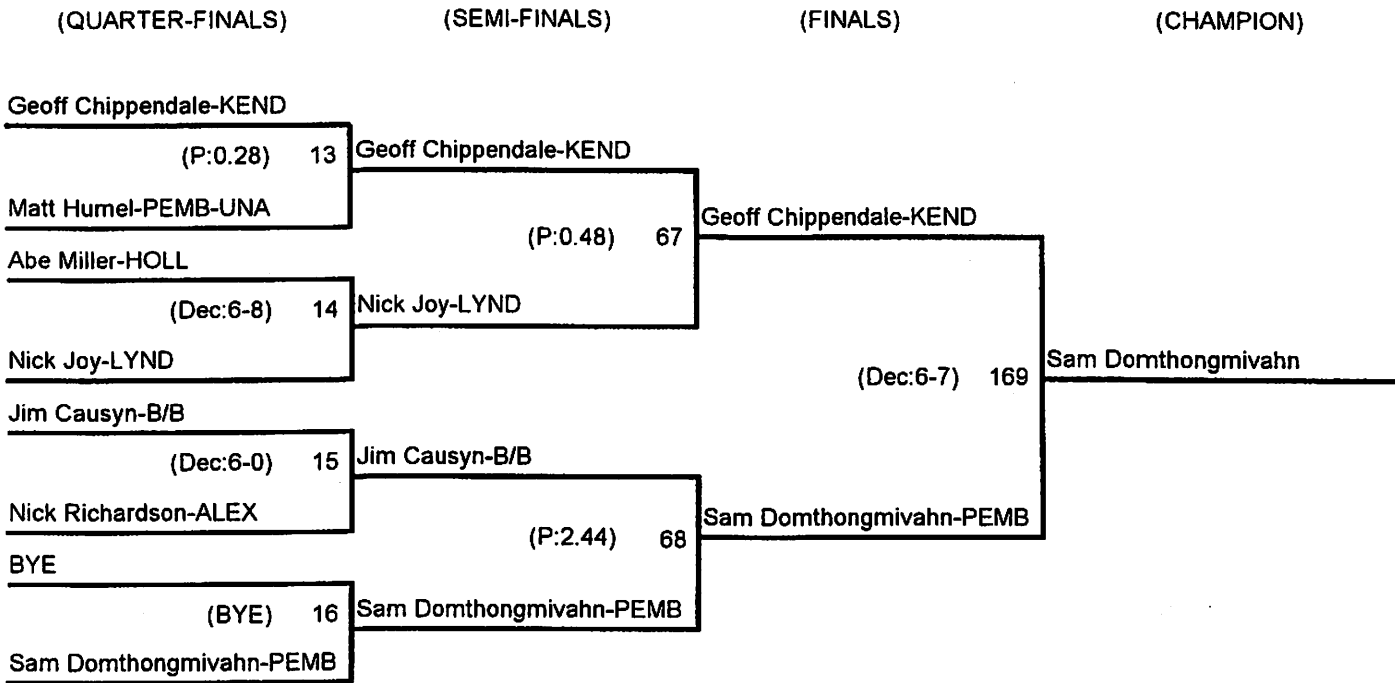 (QUARTER-FINALS) (SEMI-FINALS) (FINALS) (CHAMPION)
Geoff Chippendale-KEND
(P:0.28) 13
Geoff Chippendale-KEND
Matt Humel-PEMB-UNA
(P:0.48) 67
Geoff Chippendale-KEND
Abe Miller-HOLL
(Dec:6-8) 14
Nick Joy-LYND
Nick Joy-LYND
(Dec:6-7) 169
Sam Domthongmivahn
Jim Causyn-B/B
(Dec:6-0) 15
Jim Causyn-B/B
Nick Richardson-ALEX
(P:2.44) 68
Sam Domthongmivahn-PEMB
BYE
(BYE) 16
Sam Domthongmivahn-PEMB
Sam Domthongmivahn-PEMB